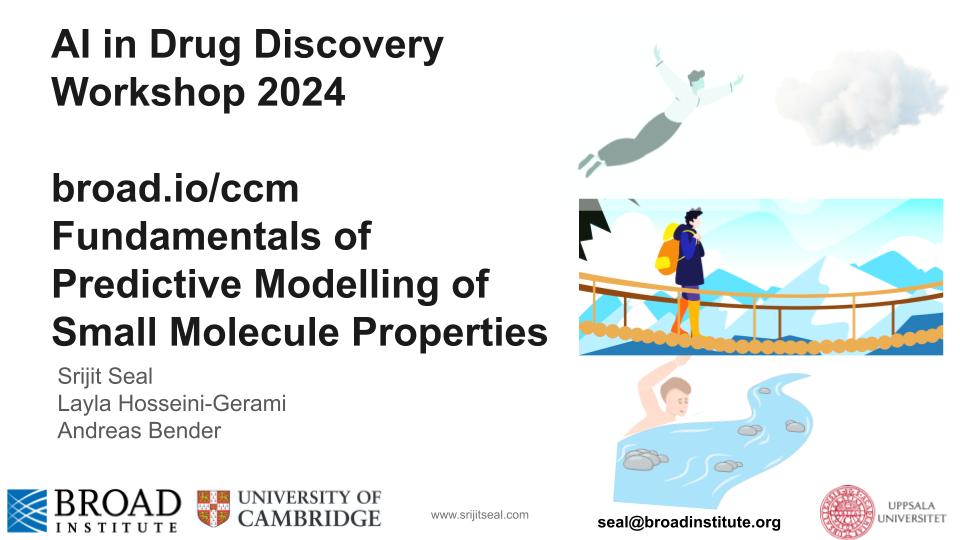 AI in Drug Discovery
Workshop 2024
broad.io/ccm
Fundamentals of
Predictive Modelling of
Small Molecule Properties
Srijit Seal
Layla Hosseini-Gerami
Andreas Bender
BROAD
INSTITUTE
UNIVERSITY OF
CAMBRIDGE
www.srijitseal.com
seal@broadinstitute.org
UPPSALA
UNIVERSITET